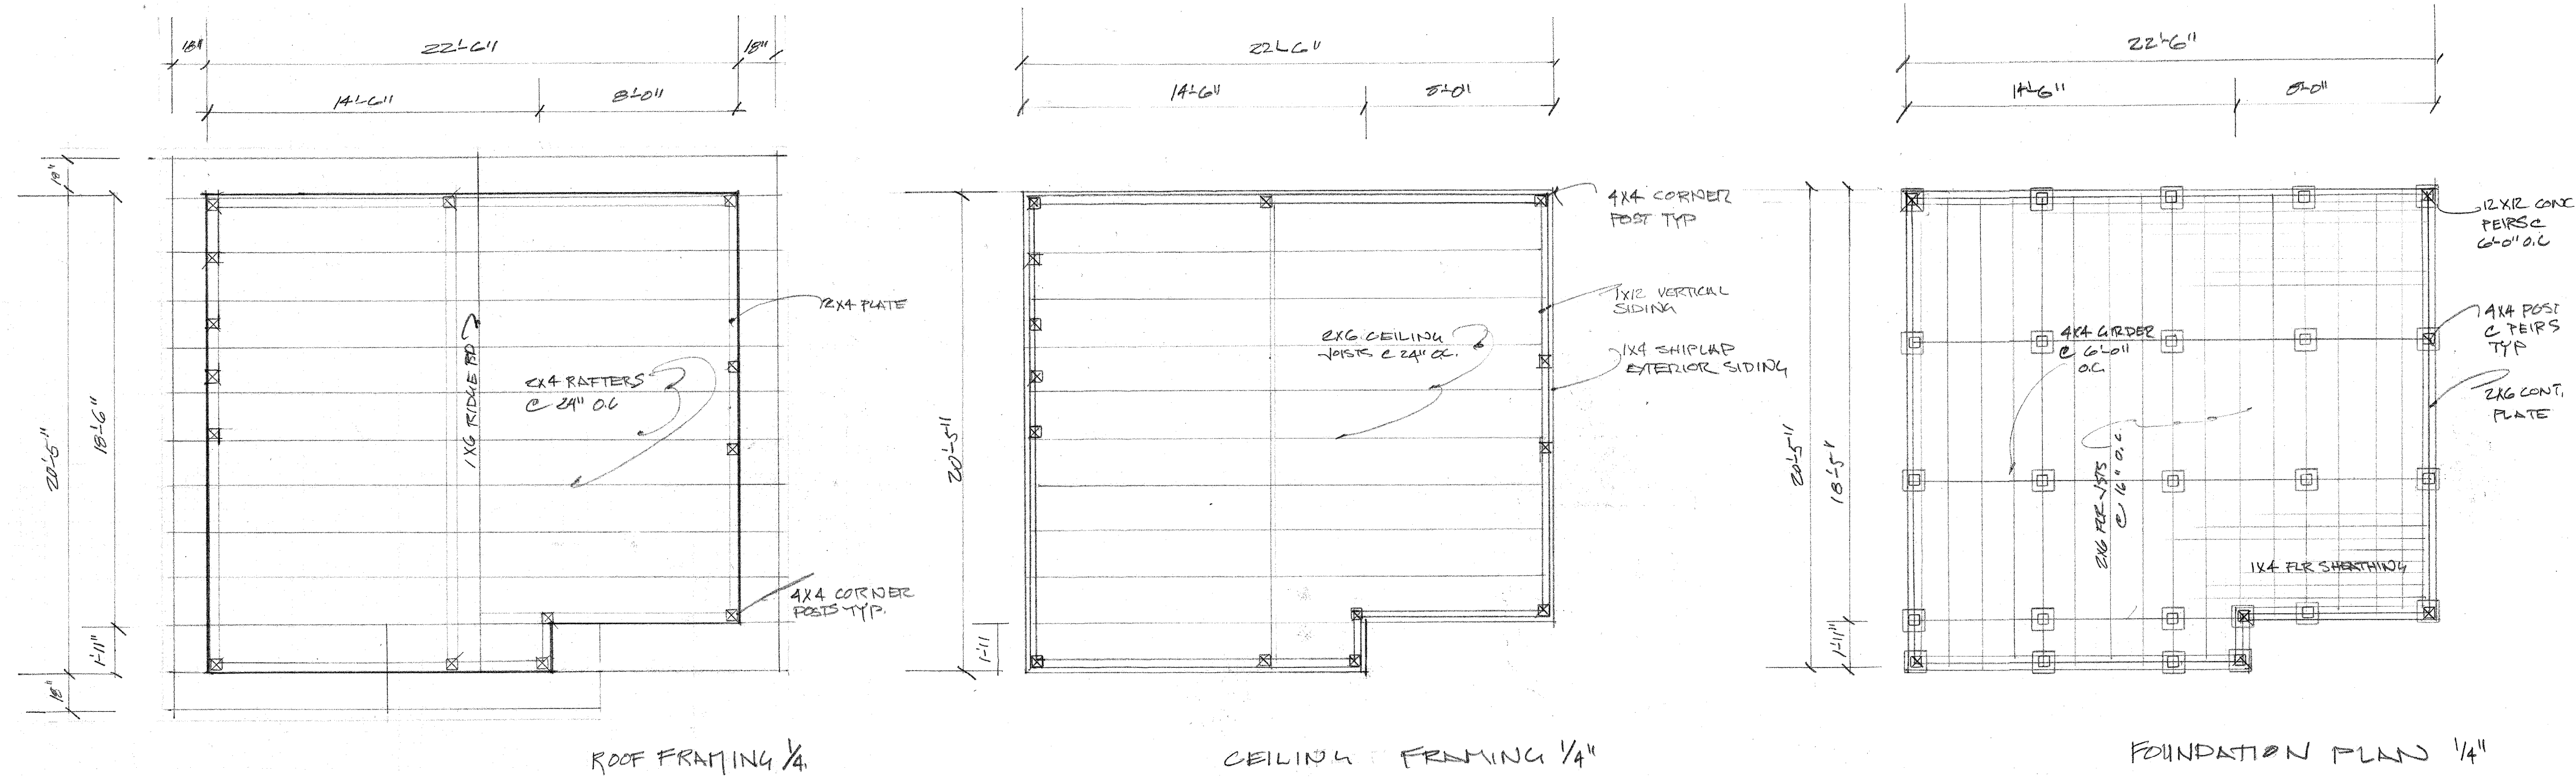 18"
22'-6"
18"
14'-6"
8'-0"
18"
20'-5"
18'-6"
1'-11"
18"
2X4 PLATE
1X6 RIDGE BD
2X4 RAFTERS
@ 24" O.C
4X4 CORNER
POSTS TYP.
ROOF FRAMING 1/4
22'-6"
14'-6"
8'-0"
20'-5"
1'-11
4X4 CORNER
POST TYP
1X12 VERTICAL
SIDING
2X6 CEILING
JOISTS @ 24" OC.
1X4 SHIPLAP
EXTERIOR SIDING
CEILING FRAMING 1/4"
22'-6"
14'-6"
8'-0"
20'-5"
18'-5"
1'-11"
12X12 CONC
PEIRS @
6'-0" O.C
4X4 POST
@ PEIRS
TYP
2X6 CONT.
PLATE
4X4 GIRDER
@ 6'-0"
O.C.
2X6 FLR JSTS
@ 16" O.C.
1X4 FLR SHEATHING
FOUNDATION PLAN 1/4"